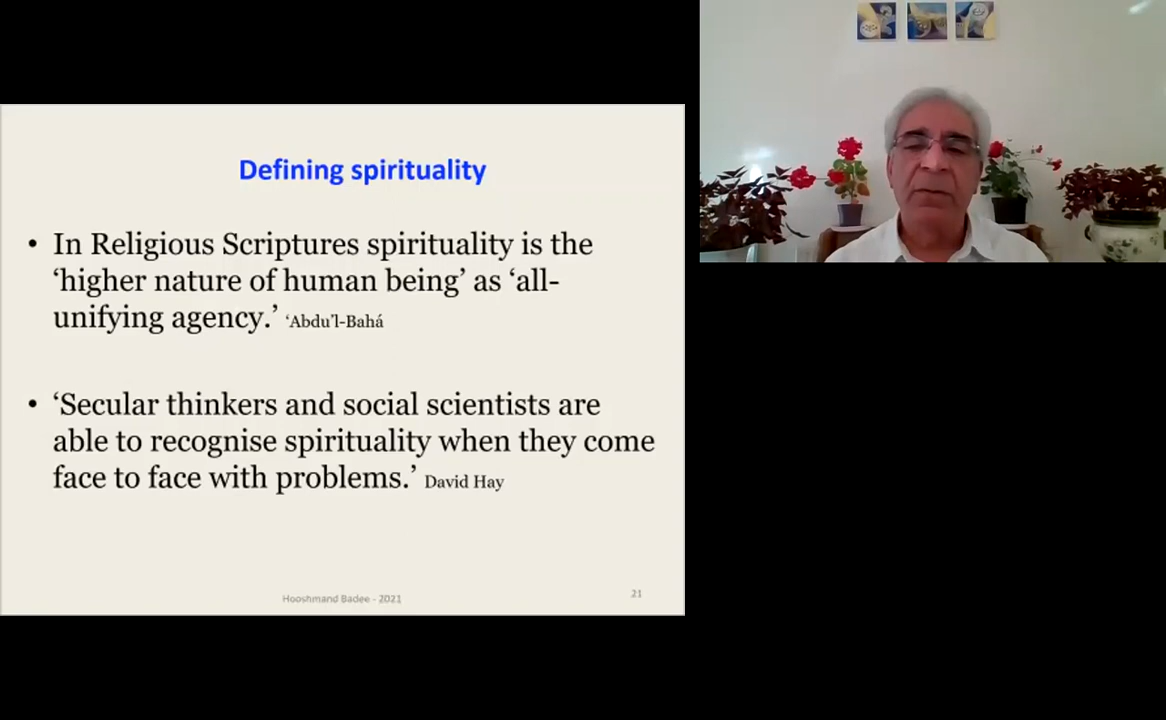 Defining spirituality
• In Religious Scriptures spirituality is the
‘higher nature of human being’ as ‘all-
unifying agency.’ ‘Abdu’l-Bahá
• ‘Secular thinkers and social scientists are
able to recognise spirituality when they come
face to face with problems.’ David Hay
Hooshmand Badee - 2021
21